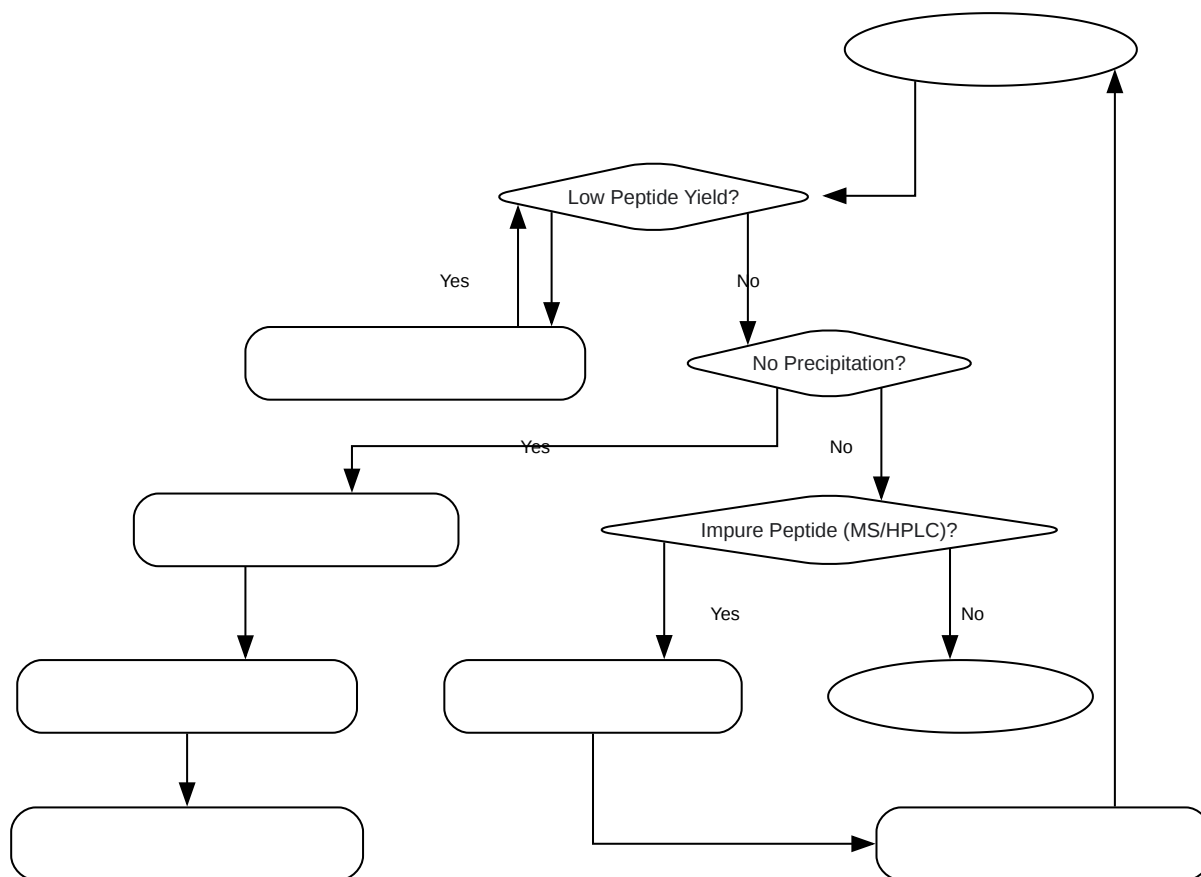 Low Peptide Yield?
Yes
No
No Precipitation?
Yes
No
Impure Peptide (MS/HPLC)?
Yes
No